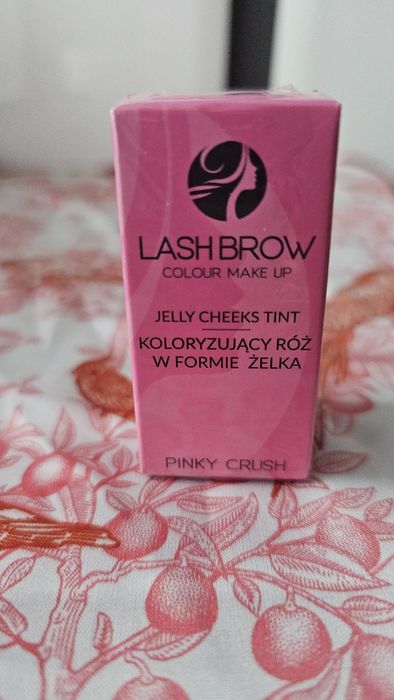 LASH BROW
COLOUR MAKE UP
JELLY CHEEKS TINT
KOLORYZUJĄCY RÓŻ
W FORMIE ŻELKA
PINKY CRUSH